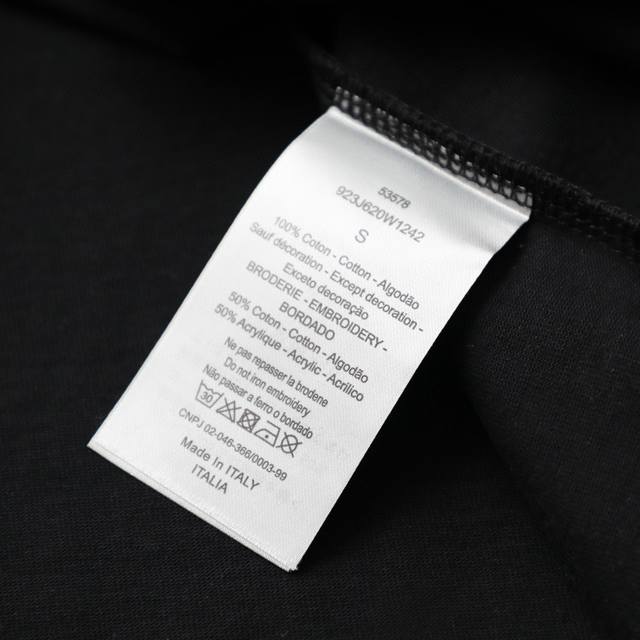 53578
923J620W1242
S
100% Coton - Cotton - Algodão
Sauf décoration - Except decoration -
Exceto decoração
BRODERIE - EMBROIDERY -
BORDADO
50% Coton - Cotton - Algodão
50% Acrylique - Acrylic - Acrilico
Ne pas repasser la broderie
Do not iron embroidery
Não passar a ferro o bordado
30
CNPJ 02-046-366/0003-99
Made In ITALY
ITALIA